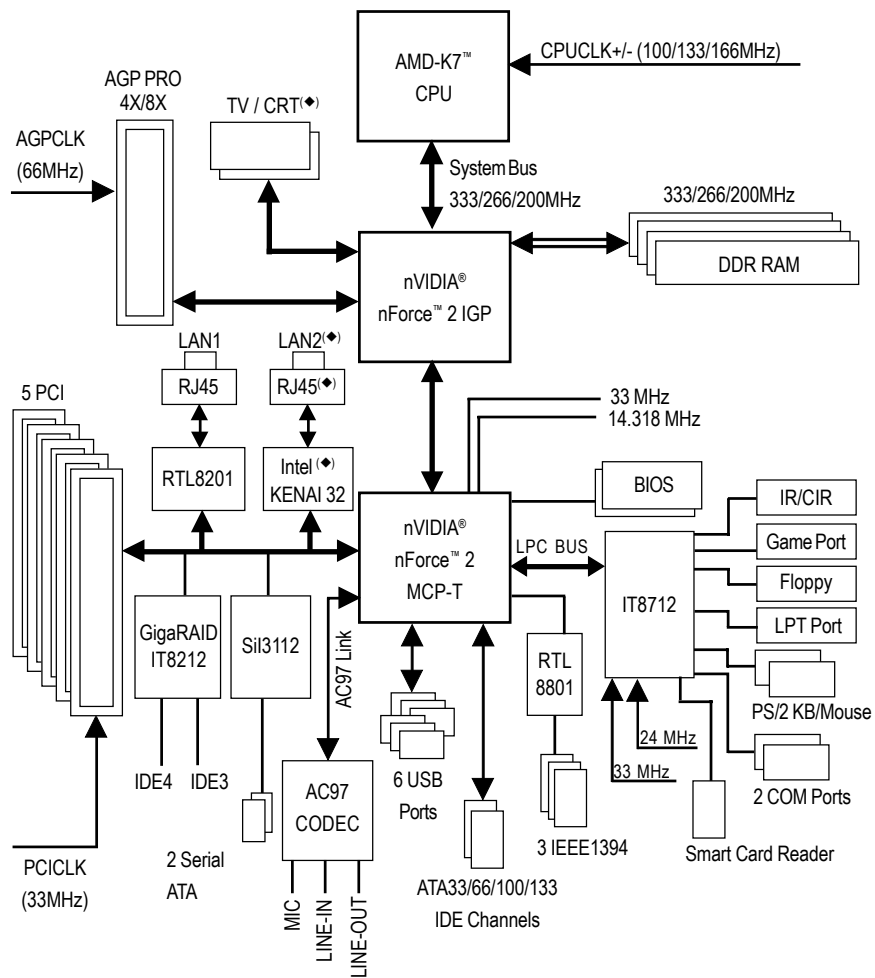 AMD-K7™
CPU
CPUCLK+/- (100/133/166MHz)
AGP PRO
4X/8X
TV / CRT(◆)
AGPCLK
(66MHz)
System Bus
333/266/200MHz
333/266/200MHz
DDR RAM
nVIDIA®
nForce™ 2 IGP
LAN1
LAN2(◆)
RJ45
RJ45(◆)
5 PCI
33 MHz
14.318 MHz
RTL8201
Intel (◆)
KENAI 32
BIOS
IR/CIR
nVIDIA®
nForce™ 2
MCP-T
LPC BUS
Game Port
IT8712
Floppy
LPT Port
GigaRAID
IT8212
SiI3112
AC97 Link
RTL
8801
PS/2 KB/Mouse
24 MHz
33 MHz
IDE4
IDE3
AC97
CODEC
6 USB
Ports
2 COM Ports
3 IEEE1394
Smart Card Reader
PCICLK
(33MHz)
2 Serial
ATA
MIC
LINE-IN
LINE-OUT
ATA33/66/100/133
IDE Channels